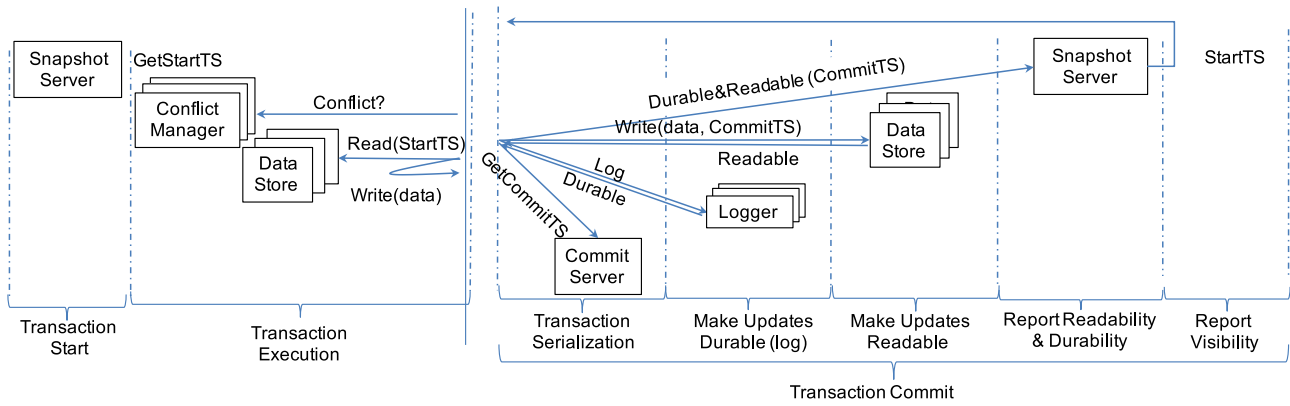 Snapshot
Server
GetStartTS
Conflict
Manager
Conflict?
Data
Store
Read(StartTS)
Write(data)
Transaction
Start
Transaction
Execution
Snapshot
Server
StartTS
Durable&Readable (CommitTS)
Write(data, CommitTS)
Readable
Data
Store
Log
Durable
GetCommitTS
Logger
Commit
Server
Transaction
Serialization
Make Updates
Durable (log)
Make Updates
Readable
Report Readability
& Durability
Report
Visibility
Transaction Commit